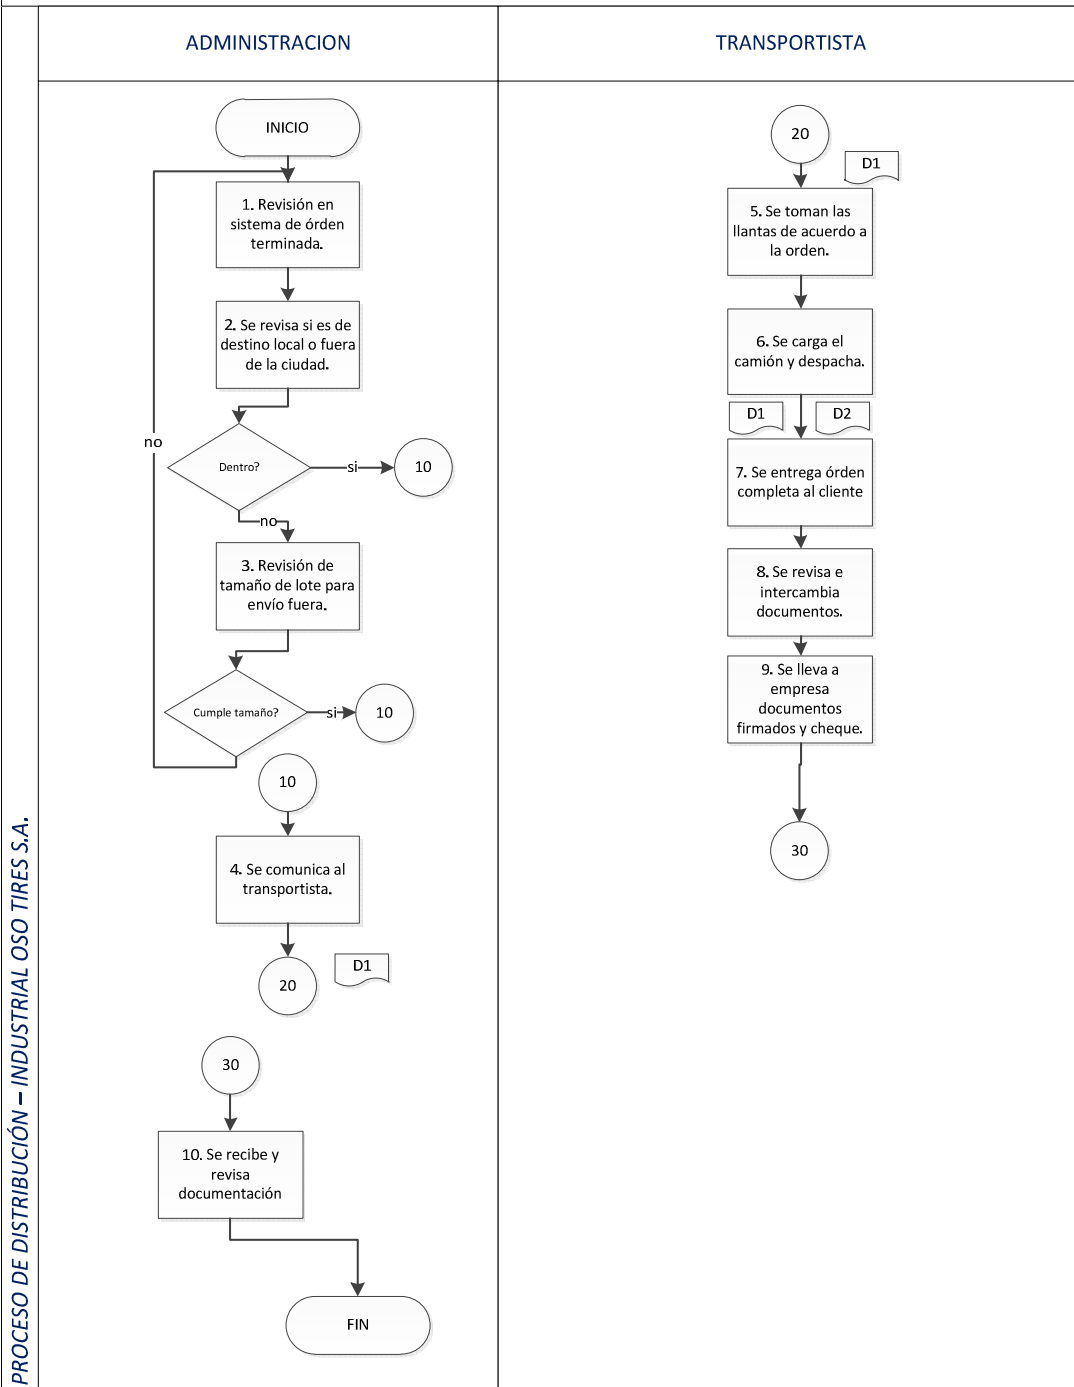 PROCESO DE DISTRIBUCIÓN – INDUSTRIAL OSO TIRES S.A.
ADMINISTRACION
INICIO
1. Revisión en
sistema de órden
terminada.
2. Se revisa si es de
destino local o fuera
de la ciudad.
no
Dentro?
si
10
no
3. Revisión de
tamaño de lote para
envío fuera.
Cumple tamaño?
si
10
10
4. Se comunica al
transportista.
20
D1
30
10. Se recibe y
revisa
documentación
FIN
TRANSPORTISTA
20
D1
5. Se toman las
llantas de acuerdo a
la orden.
6. Se carga el
camión y despacha.
D1
D2
7. Se entrega órden
completa al cliente
8. Se revisa e
intercambia
documentos.
9. Se lleva a
empresa
documentos
firmados y cheque.
30